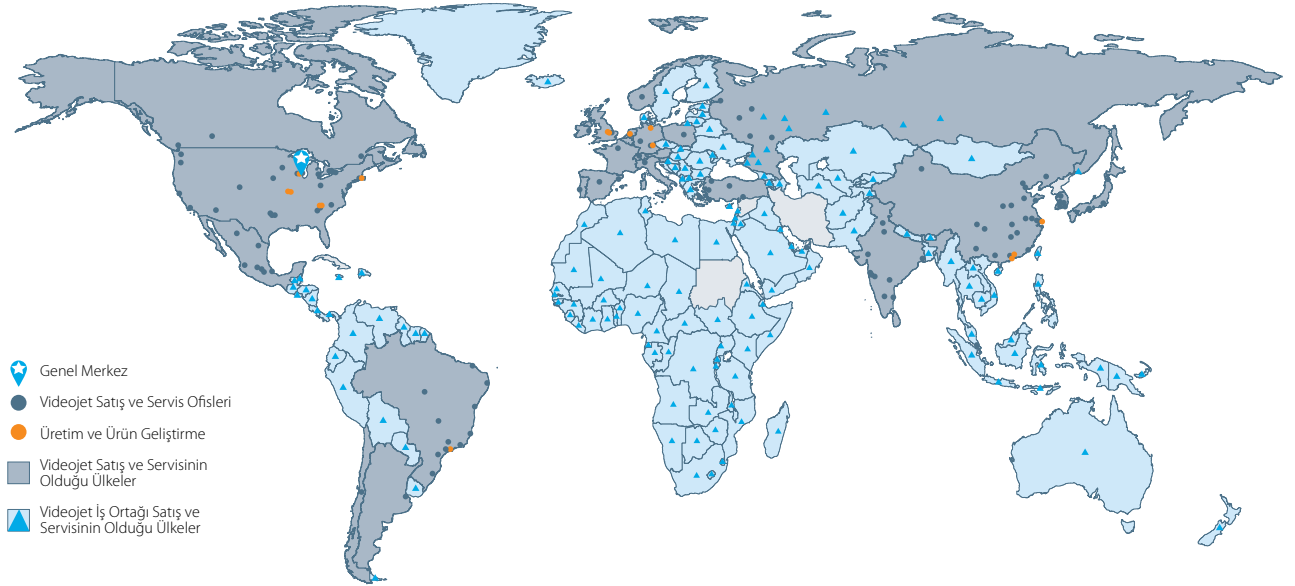 Genel Merkez
Videojet Satış ve Servis Ofisleri
Üretim ve Ürün Geliştirme
Videojet Satış ve Servisinin
Olduğu Ülkeler
Videojet İş Ortağı Satış ve
Servisinin Olduğu Ülkeler